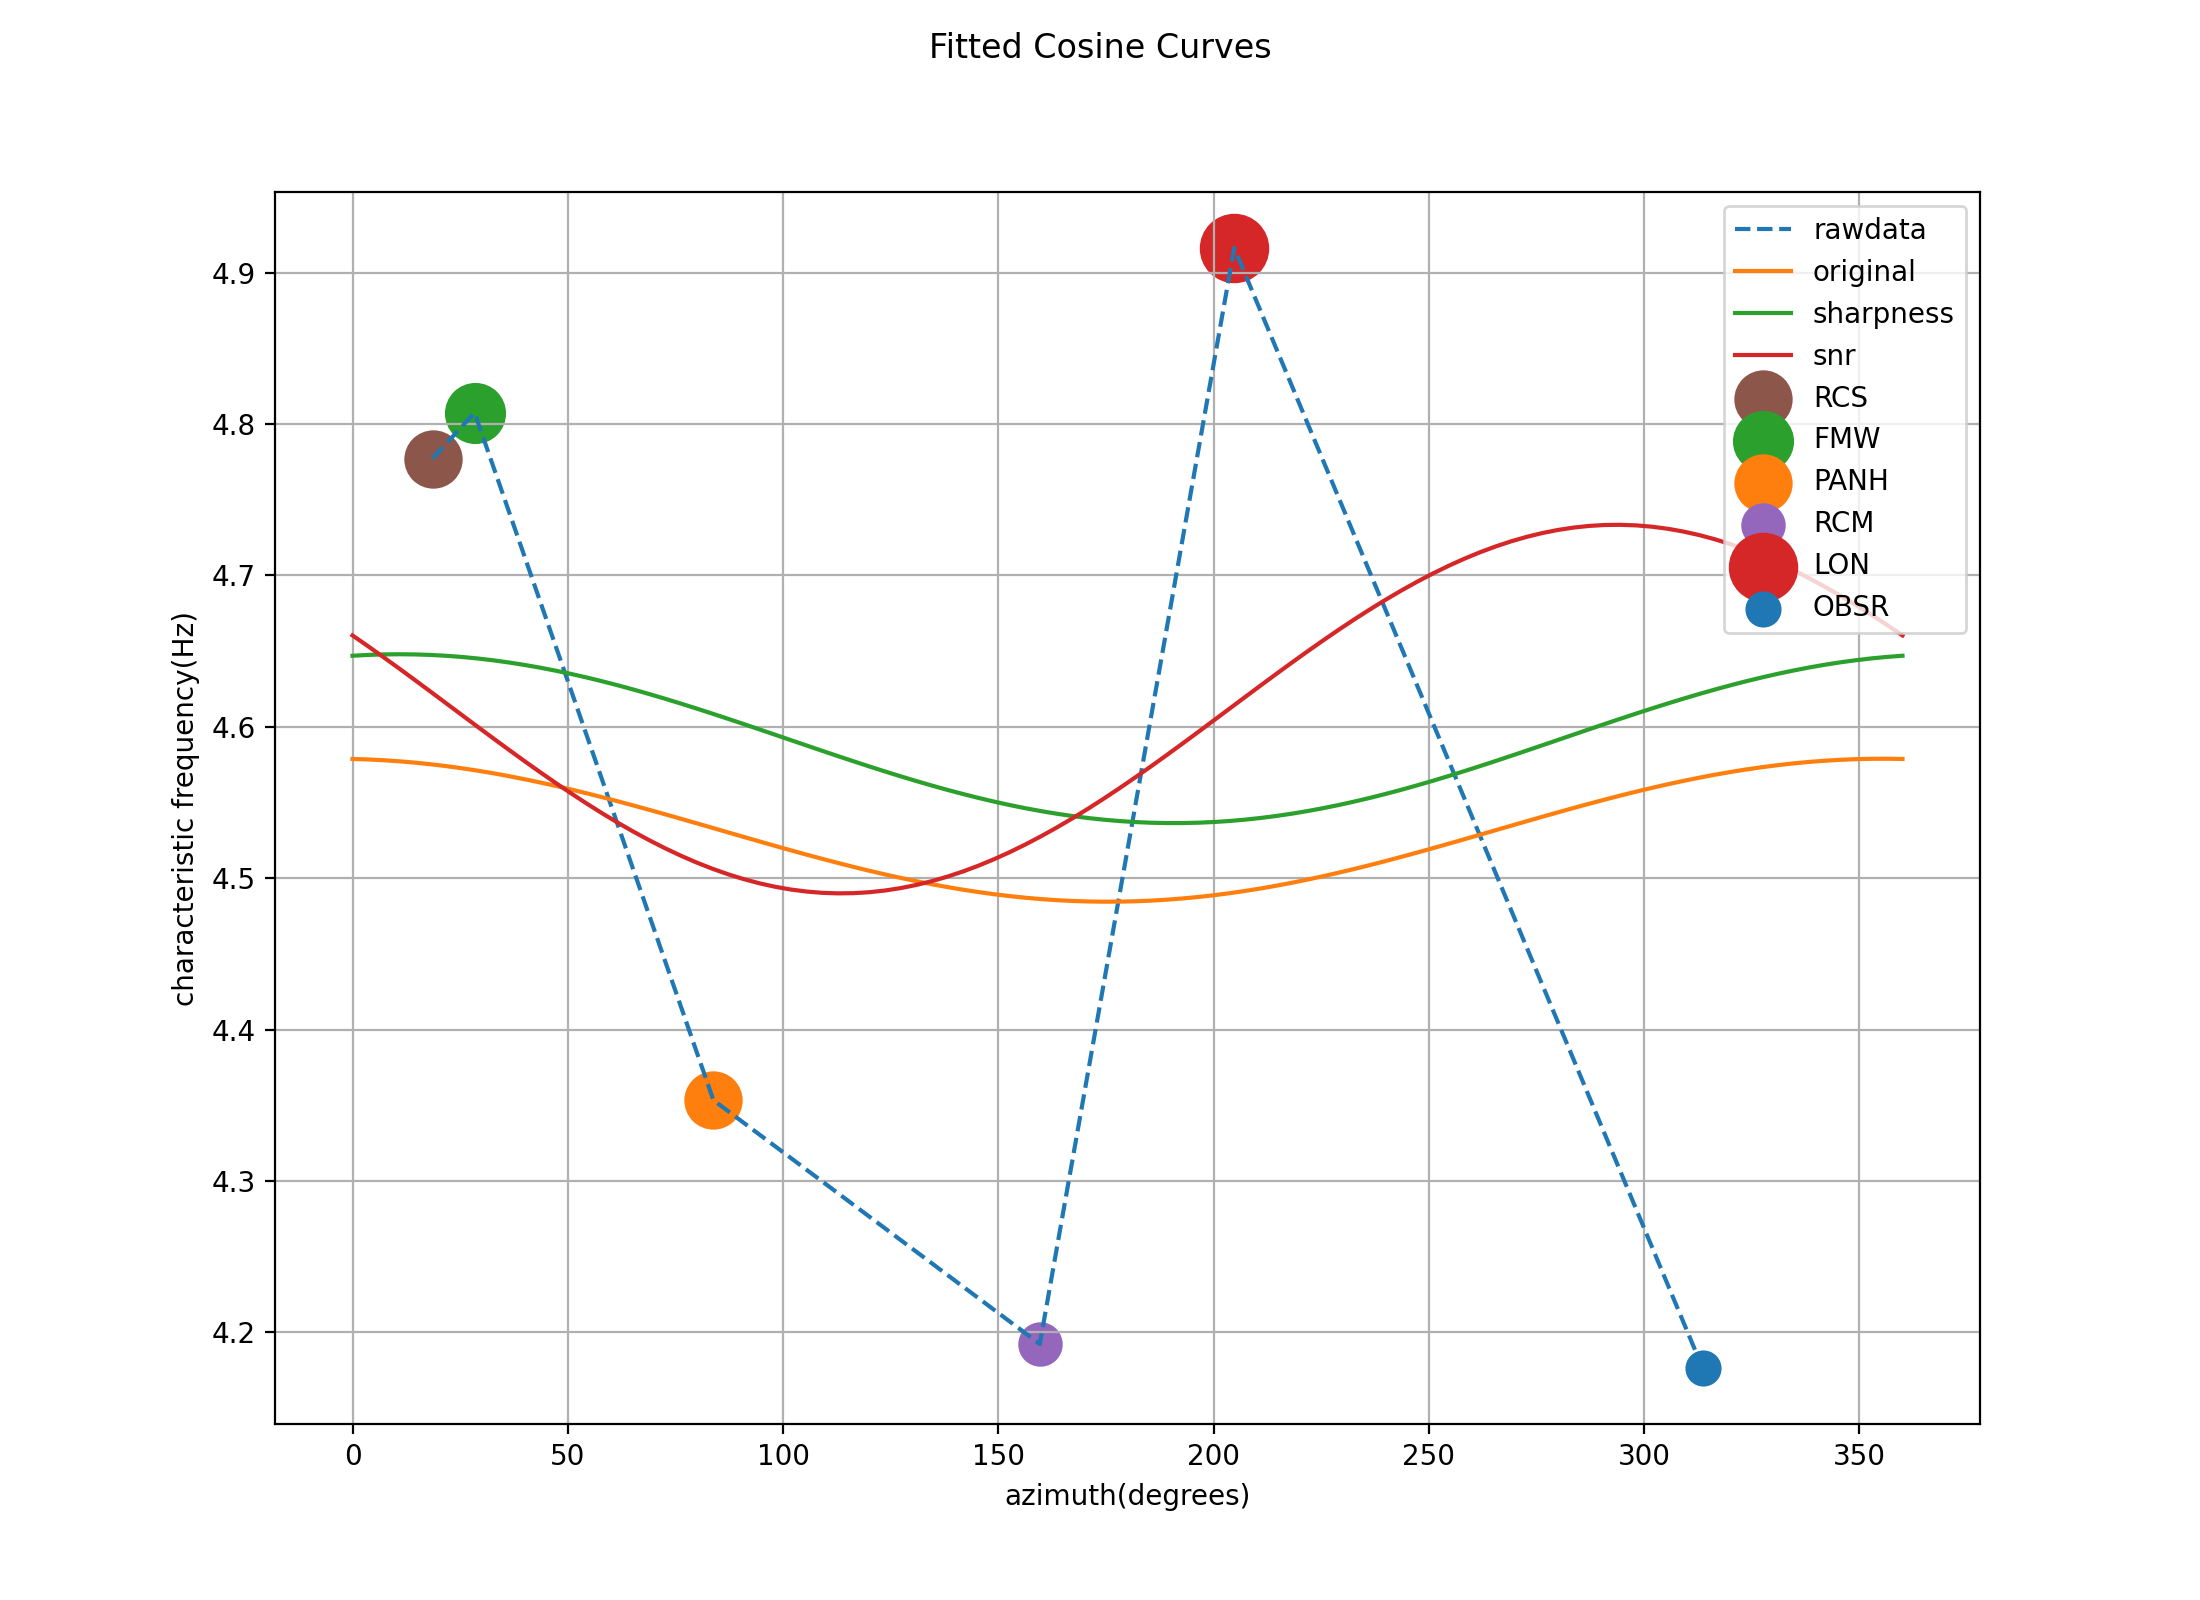 Fitted Cosine Curves
characteristic frequency(Hz)
4.9
4.8
4.7
4.6
4.5
4.4
4.3
4.2
rawdata
original
sharpness
snr
RCS
FMW
PANH
RCM
LON
OBSR
0 50 100 150 200 250 300 350
azimuth(degrees)